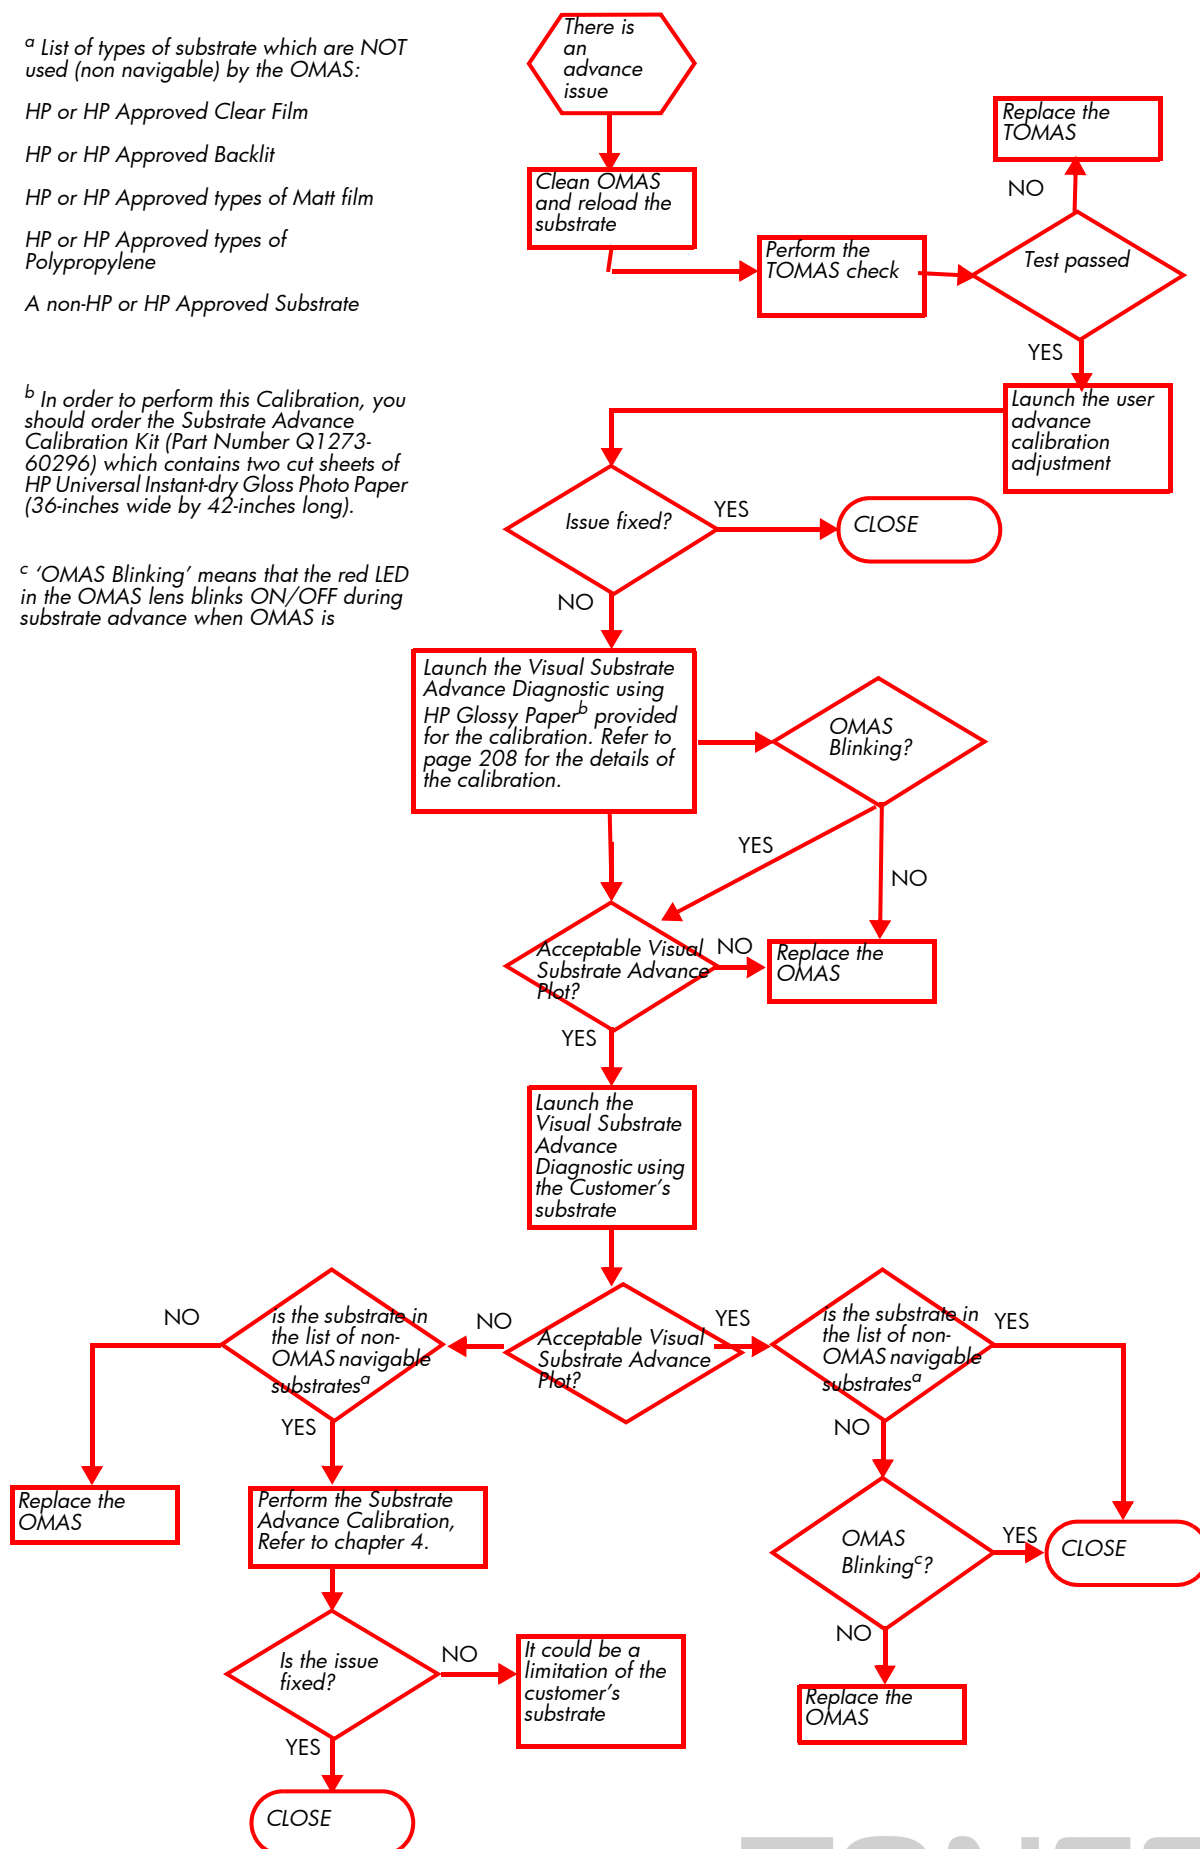 a List of types of substrate which are NOT
used (non navigable) by the OMAS:
HP or HP Approved Clear Film
HP or HP Approved Backlit
HP or HP Approved types of Matt film
HP or HP Approved types of
Polypropylene
A non-HP or HP Approved Substrate
b In order to perform this Calibration, you
should order the Substrate Advance
Calibration Kit (Part Number Q1273-
60296) which contains two cut sheets of
HP Universal Instant-dry Gloss Photo Paper
(36-inches wide by 42-inches long).
c ‘OMAS Blinking’ means that the red LED
in the OMAS lens blinks ON/OFF during
substrate advance when OMAS is
There is
an
advance
issue
Clean OMAS
and reload the
substrate
Perform the
TOMAS check
Replace the
TOMAS
NO
Test passed
YES
Launch the user
advance
calibration
adjustment
Issue fixed?
YES
CLOSE
NO
Launch the Visual Substrate
Advance Diagnostic using
HP Glossy Paperb provided
for the calibration. Refer to
page 208 for the details of
the calibration.
OMAS
Blinking?
YES
NO
Acceptable Visual
Substrate Advance
Plot?
NO
Replace the
OMAS
YES
Launch the
Visual Substrate
Advance
Diagnostic using
the Customer’s
substrate
Acceptable Visual
Substrate Advance
Plot?
NO
is the substrate in
the list of non-
OMAS navigable
substratesa
NO
Replace the
OMAS
YES
Perform the Substrate
Advance Calibration,
Refer to chapter 4.
Is the issue
fixed?
NO
It could be a
limitation of the
customer’s
substrate
YES
CLOSE
YES
is the substrate in
the list of non-
OMAS navigable
substratesa
YES
NO
OMAS
Blinkingc?
YES
CLOSE
NO
Replace the
OMAS